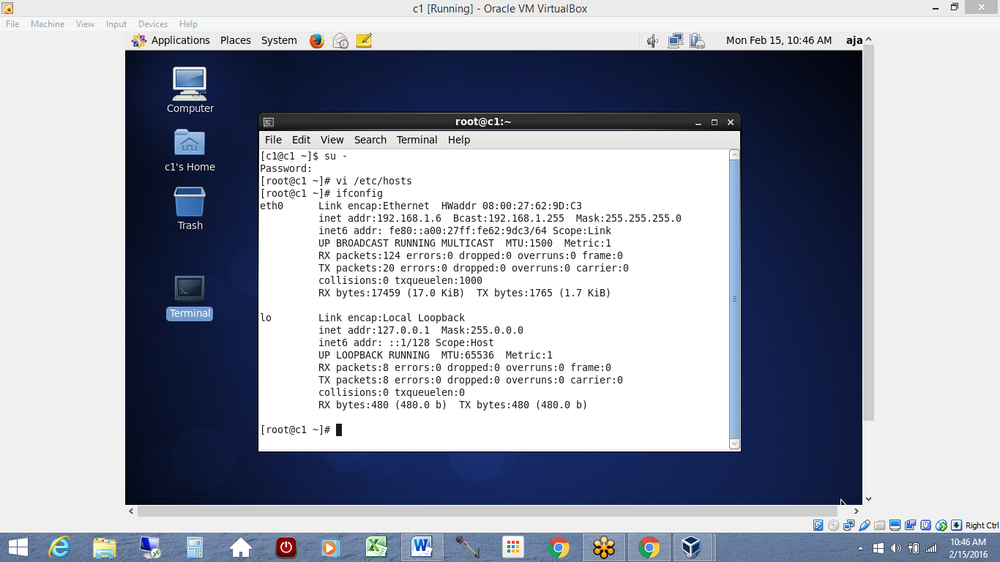 c1 [Running] - Oracle VM VirtualBox
File Machine View Input Devices Help
Applications Places System Mon Feb 15, 10:46 AM aja
Computer
c1's Home
Trash
Terminal
root@c1:~
File Edit View Search Terminal Help
[c1@c1 ~]$ su -
Password:
[root@c1 ~]# vi /etc/hosts
[root@c1 ~]# ifconfig
eth0      Link encap:Ethernet  HWaddr 08:00:27:62:9D:C3
          inet addr:192.168.1.6  Bcast:192.168.1.255  Mask:255.255.255.0
          inet6 addr: fe80::a00:27ff:fe62:9dc3/64 Scope:Link
          UP BROADCAST RUNNING MULTICAST  MTU:1500  Metric:1
          RX packets:124 errors:0 dropped:0 overruns:0 frame:0
          TX packets:20 errors:0 dropped:0 overruns:0 carrier:0
          collisions:0 txqueuelen:1000
          RX bytes:17459 (17.0 KiB)  TX bytes:1765 (1.7 KiB)
lo        Link encap:Local Loopback
          inet addr:127.0.0.1  Mask:255.0.0.0
          inet6 addr: ::1/128 Scope:Host
          UP LOOPBACK RUNNING  MTU:65536  Metric:1
          RX packets:8 errors:0 dropped:0 overruns:0 frame:0
          TX packets:8 errors:0 dropped:0 overruns:0 carrier:0
          collisions:0 txqueuelen:0
          RX bytes:480 (480.0 b)  TX bytes:480 (480.0 b)
[root@c1 ~]#
Right Ctrl
10:46 AM
2/15/2016